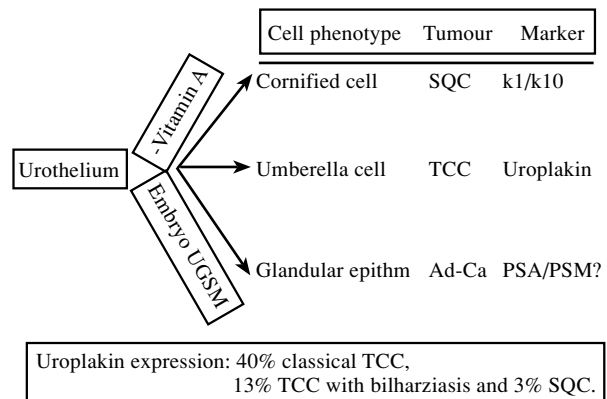 Cell phenotype Tumour Marker
-Vitamin A
Cornified cell SQC k1/k10
Urothelium
Umberella cell TCC Uroplakin
Embryo UGSM
Glandular epithm Ad-Ca PSA/PSM?
Uroplakin expression: 40% classical TCC,
13% TCC with bilharziasis and 3% SQC.